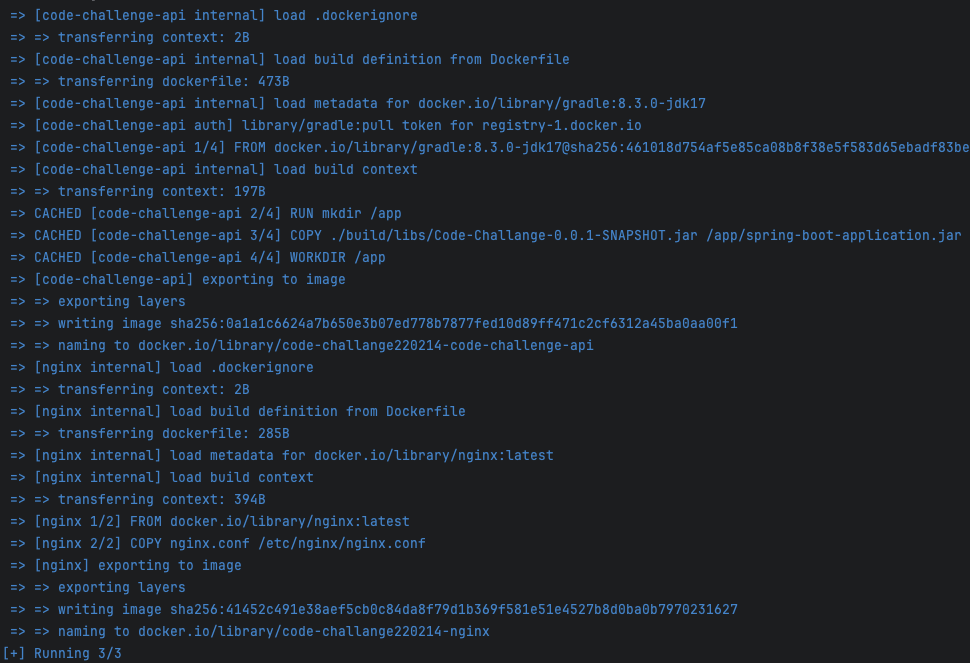 => [code-challenge-api internal] load .dockerignore
=> => transferring context: 2B
=> [code-challenge-api internal] load build definition from Dockerfile
=> => transferring dockerfile: 473B
=> [code-challenge-api internal] load metadata for docker.io/library/gradle:8.3.0-jdk17
=> [code-challenge-api auth] library/gradle:pull token for registry-1.docker.io
=> [code-challenge-api 1/4] FROM docker.io/library/gradle:8.3.0-jdk17@sha256:461018d754af5e85ca08b8f38e5f583d65ebadf83be
=> [code-challenge-api internal] load build context
=> => transferring context: 197B
=> CACHED [code-challenge-api 2/4] RUN mkdir /app
=> CACHED [code-challenge-api 3/4] COPY ./build/libs/Code-Challange-0.0.1-SNAPSHOT.jar /app/spring-boot-application.jar
=> CACHED [code-challenge-api 4/4] WORKDIR /app
=> [code-challenge-api] exporting to image
=> => exporting layers
=> => writing image sha256:0a1a1c6624a7b650e3b07ed778b7877fed10d89ff471c2cf6312a45ba0aa00f1
=> => naming to docker.io/library/code-challange220214-code-challenge-api
=> [nginx internal] load .dockerignore
=> => transferring context: 2B
=> [nginx internal] load build definition from Dockerfile
=> => transferring dockerfile: 285B
=> [nginx internal] load metadata for docker.io/library/nginx:latest
=> [nginx internal] load build context
=> => transferring context: 394B
=> [nginx 1/2] FROM docker.io/library/nginx:latest
=> [nginx 2/2] COPY nginx.conf /etc/nginx/nginx.conf
=> [nginx] exporting to image
=> => exporting layers
=> => writing image sha256:41452c491e38aef5cb0c84da8f79d1b369f581e51e4527b8d0ba0b7970231627
=> => naming to docker.io/library/code-challange220214-nginx
[+] Running 3/3